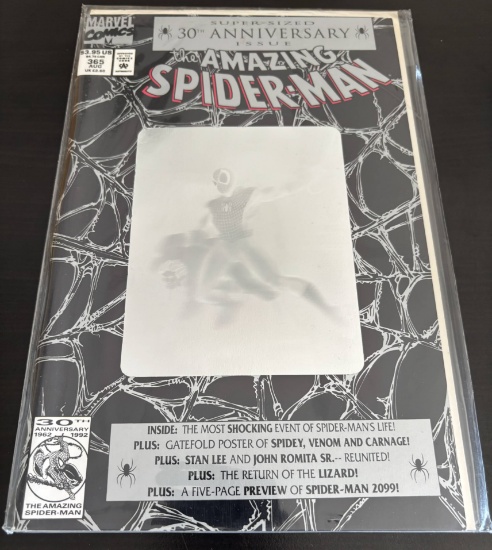 MARVEL
COMICS
$3.95 US
365
AUG
SUPER-SIZED
30TH ANNIVERSARY
ISSUE
the AMAZING
SPIDER-MAN
30TH
ANNIVERSARY
1962 1992
THE AMAZING
SPIDER-MAN
INSIDE: THE MOST SHOCKING EVENT OF SPIDER-MAN'S LIFE!
PLUS: GATEFOLD POSTER OF SPIDEY, VENOM AND CARNAGE!
PLUS: STAN LEE AND JOHN ROMITA SR.-- REUNITED!
PLUS: THE RETURN OF THE LIZARD!
PLUS: A FIVE-PAGE PREVIEW OF SPIDER-MAN 2099!